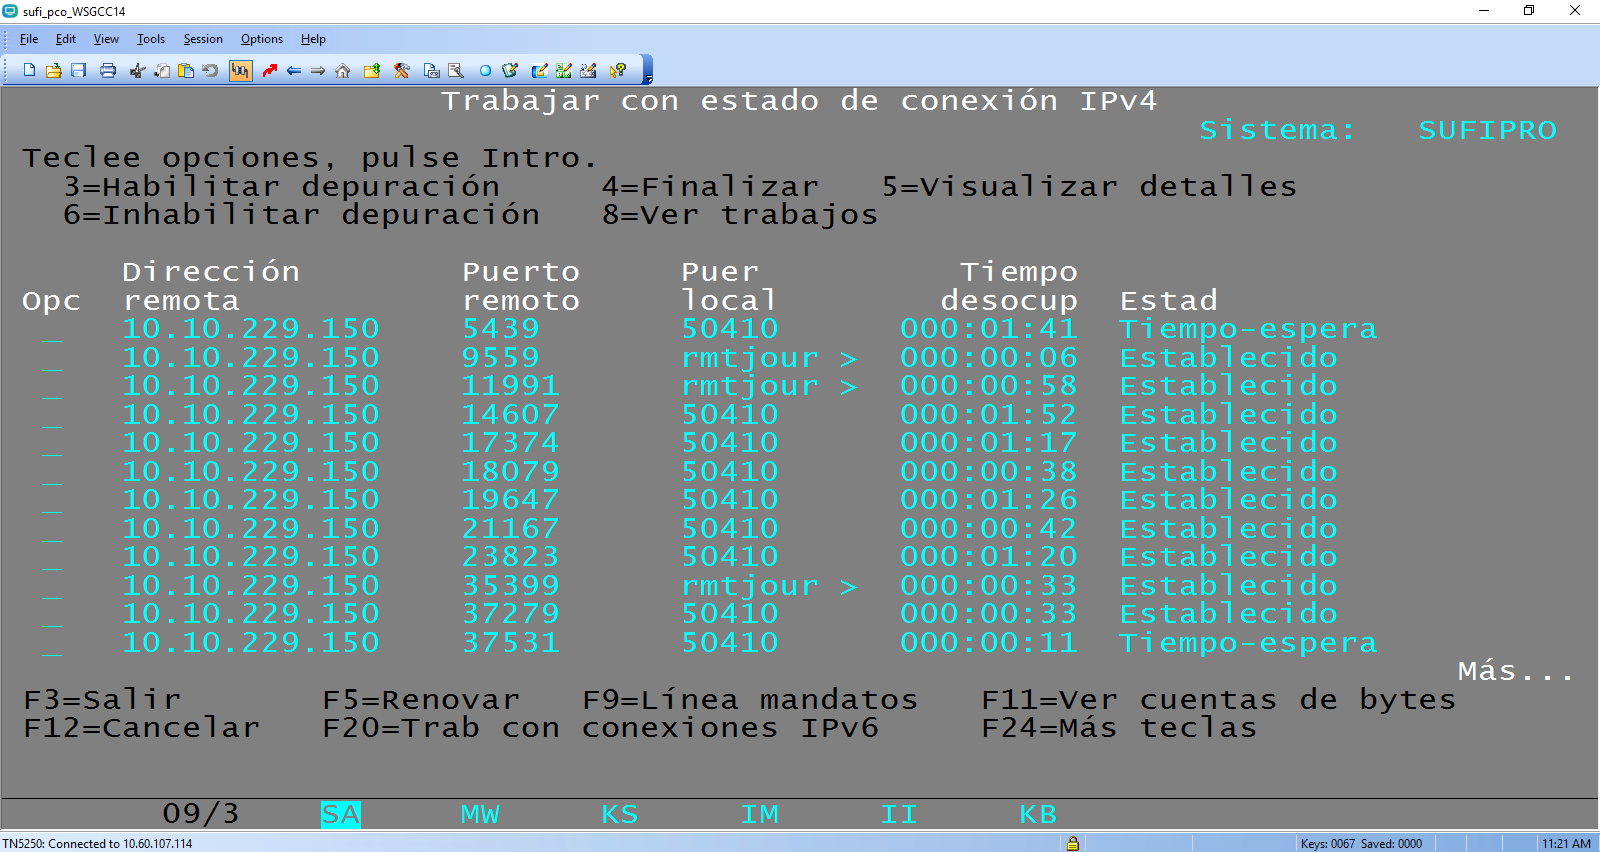 sufi_pco_WSGCC14
File Edit View Tools Session Options Help
Trabajar con estado de conexión IPv4
Sistema: SUFIPRO
Teclee opciones, pulse Intro.
3=Habilitar depuración 4=Finalizar 5=Visualizar detalles
6=Inhabilitar depuración 8=Ver trabajos
Dirección Puerto Puer Tiempo
Opc remota remoto local desocup Estad
_ 10.10.229.150 5439 50410 000:01:41 Tiempo-espera
_ 10.10.229.150 9559 rmtjour > 000:00:06 Establecido
_ 10.10.229.150 11991 rmtjour > 000:00:58 Establecido
_ 10.10.229.150 14607 50410 000:01:52 Establecido
_ 10.10.229.150 17374 50410 000:01:17 Establecido
_ 10.10.229.150 18079 50410 000:00:38 Establecido
_ 10.10.229.150 19647 50410 000:01:26 Establecido
_ 10.10.229.150 21167 50410 000:00:42 Establecido
_ 10.10.229.150 23823 50410 000:01:20 Establecido
_ 10.10.229.150 35399 rmtjour > 000:00:33 Establecido
_ 10.10.229.150 37279 50410 000:00:33 Establecido
_ 10.10.229.150 37531 50410 000:00:11 Tiempo-espera
Más...
F3=Salir F5=Renovar F9=Línea mandatos F11=Ver cuentas de bytes
F12=Cancelar F20=Trab con conexiones IPv6 F24=Más teclas
09/3 SA MW KS IM II KB
TN5250: Connected to 10.60.107.114 Keys: 0067 Saved: 0000 11:21 AM